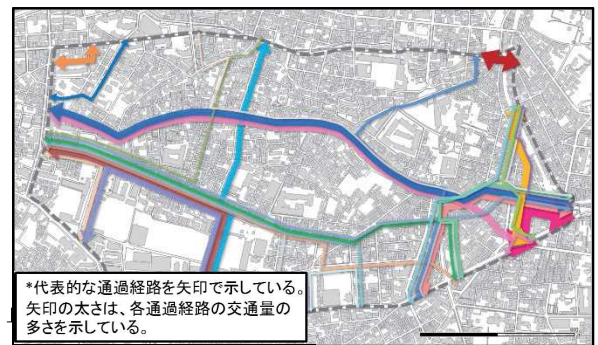 *代表的な通過経路を矢印で示している。
矢印の太さは、各通過経路の交通量の
多さを示している。